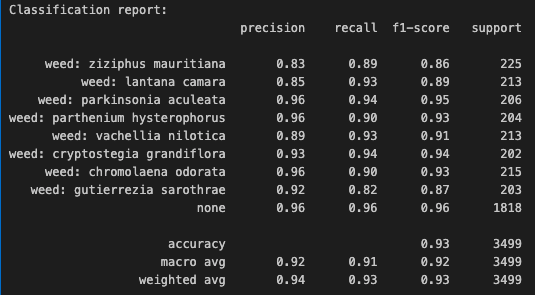 Classification report:
precision recall f1-score support
weed: ziziphus mauritiana 0.83 0.89 0.86 225
weed: lantana camara 0.85 0.93 0.89 213
weed: parkinsonia aculeata 0.96 0.94 0.95 206
weed: parthenium hysterophorus 0.96 0.90 0.93 204
weed: vachellia nilotica 0.89 0.93 0.91 213
weed: cryptostegia grandiflora 0.93 0.94 0.94 202
weed: chromolaena odorata 0.96 0.90 0.93 215
weed: gutierrezia sarothrae 0.92 0.82 0.87 203
none 0.96 0.96 0.96 1818
accuracy 0.93 3499
macro avg 0.92 0.91 0.92 3499
weighted avg 0.94 0.93 0.93 3499